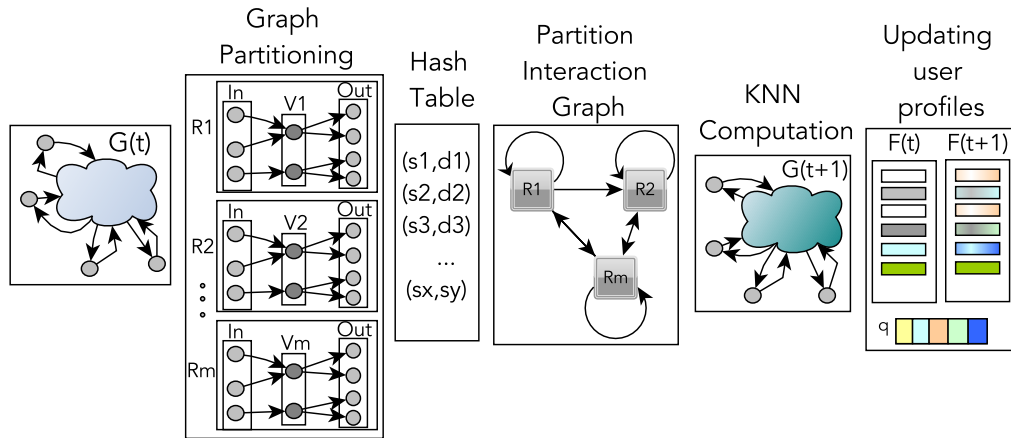 Graph
Partitioning
Hash
Table
Partition
Interaction
Graph
KNN
Computation
Updating
user
profiles
G(t)
R1
In
V1
Out
R2
In
V2
Out
Rm
In
Vm
Out
(s1,d1)
(s2,d2)
(s3,d3)
...
(sx,sy)
R1
R2
Rm
G(t+1)
F(t)
F(t+1)
q